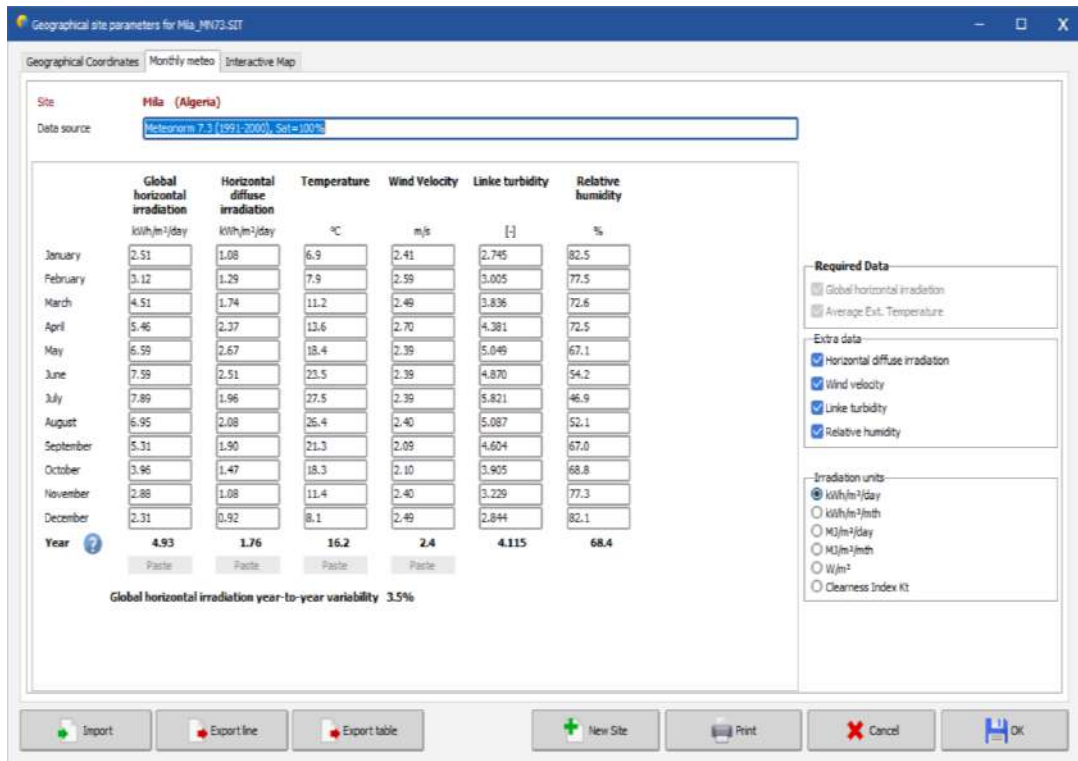 Geographical site parameters for Mila_MN73.SIT
Geographical Coordinates Monthly meteo Interactive Map
Site Mila (Algeria)
Data source Meteonorm 7.3 (1991-2000), Sat=100%
Global horizontal irradiation Horizontal diffuse irradiation Temperature Wind Velocity Linke turbidity Relative humidity
kWh/m²/day kWh/m²/day °C m/s [-] %
January 2.51 1.08 6.9 2.41 2.745 82.5
February 3.12 1.29 7.9 2.59 3.005 77.5
March 4.51 1.74 11.2 2.49 3.836 72.6
April 5.46 2.37 13.6 2.70 4.381 72.5
May 6.59 2.67 18.4 2.39 5.049 67.1
June 7.59 2.51 23.5 2.39 4.870 54.2
July 7.89 1.96 27.5 2.39 5.821 46.9
August 6.95 2.08 26.4 2.40 5.087 52.1
September 5.31 1.90 21.3 2.09 4.604 67.0
October 3.96 1.47 18.3 2.10 3.905 68.8
November 2.88 1.08 11.4 2.40 3.229 77.3
December 2.31 0.92 8.1 2.49 2.844 82.1
Year ? 4.93 1.76 16.2 2.4 4.115 68.4
Paste Paste Paste Paste
Global horizontal irradiation year-to-year variability 3.5%
Required Data
Global horizontal irradiation
Average Ext. Temperature
Extra data
Horizontal diffuse irradiation
Wind velocity
Linke turbidity
Relative humidity
Irradiation units
kWh/m²/day
kWh/m²/mth
MJ/m²/day
MJ/m²/mth
W/m²
Clearness Index Kt
Import Export line Export table New Site Print Cancel OK